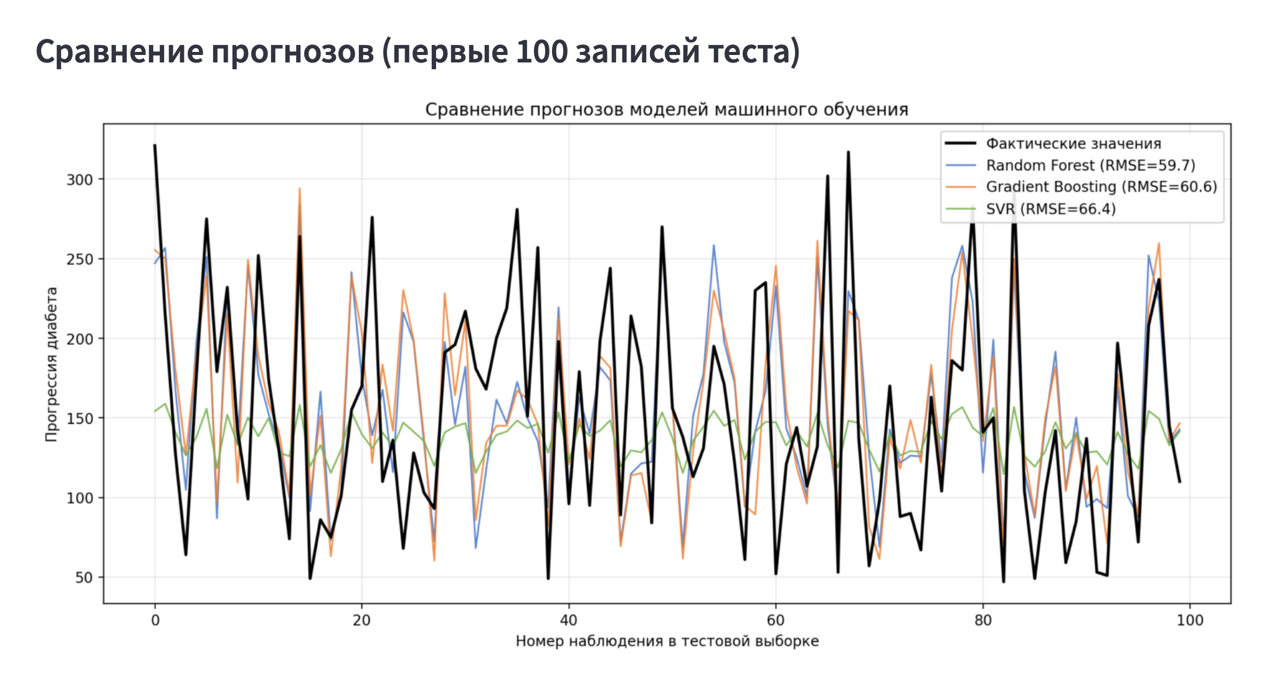 Сравнение прогнозов (первые 100 записей теста)
Сравнение прогнозов моделей машинного обучения
Фактические значения
Random Forest (RMSE=59.7)
Gradient Boosting (RMSE=60.6)
SVR (RMSE=66.4)
Прогрессия диабета
300
250
200
150
100
50
0 20 40 60 80 100
Номер наблюдения в тестовой выборке